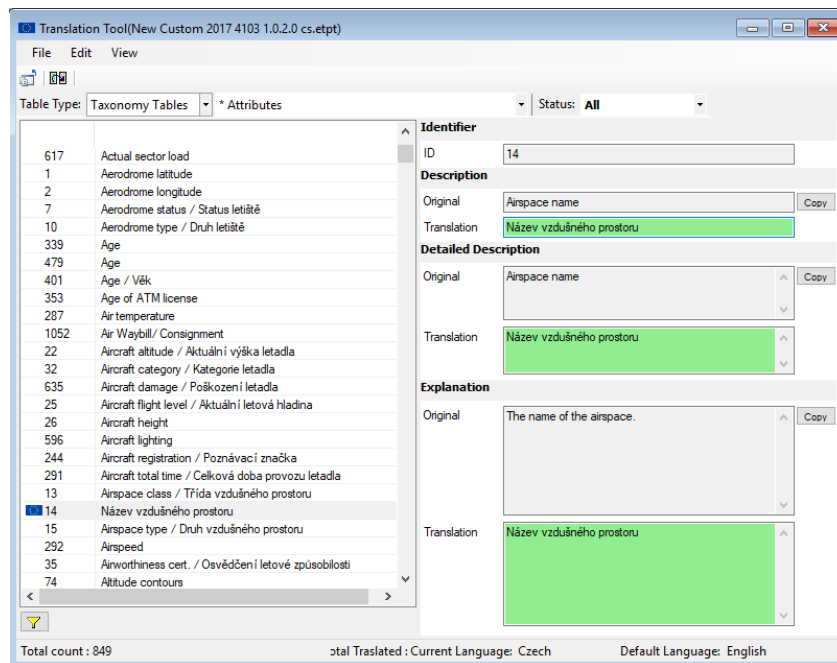 Translation Tool(New Custom 2017 4103 1.0.2.0 cs.etpt)
File Edit View
Table Type: Taxonomy Tables * Attributes Status: All
617 Actual sector load
1 Aerodrome latitude
2 Aerodrome longitude
7 Aerodrome status / Status letiště
10 Aerodrome type / Druh letiště
339 Age
479 Age
401 Age / Věk
353 Age of ATM license
287 Air temperature
1052 Air Waybill/ Consignment
22 Aircraft altitude / Aktuální výška letadla
32 Aircraft category / Kategorie letadla
635 Aircraft damage / Poškození letadla
25 Aircraft flight level / Aktuální letová hladina
26 Aircraft height
596 Aircraft lighting
244 Aircraft registration / Poznávací značka
291 Aircraft total time / Celková doba provozu letadla
13 Airspace class / Třída vzdušného prostoru
14 Název vzdušného prostoru
15 Airspace type / Druh vzdušného prostoru
292 Airspeed
35 Airworthiness cert. / Osvědčení letové způsobilosti
74 Altitude contours
Identifier
ID 14
Description
Original Airspace name Copy
Translation Název vzdušného prostoru
Detailed Description
Original Airspace name Copy
Translation Název vzdušného prostoru
Explanation
Original The name of the airspace. Copy
Translation Název vzdušného prostoru
Total count : 849 otal Traslated : Current Language: Czech Default Language: English